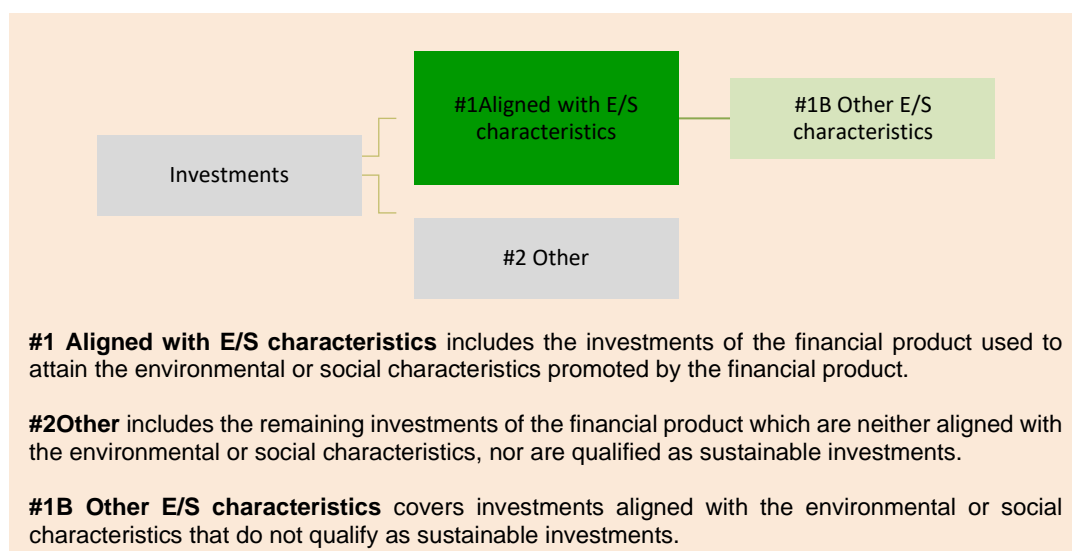 #1Aligned with E/S
characteristics
#1B Other E/S
characteristics
Investments
#2 Other
#1 Aligned with E/S characteristics includes the investments of the financial product used to
attain the environmental or social characteristics promoted by the financial product.
#2Other includes the remaining investments of the financial product which are neither aligned with
the environmental or social characteristics, nor are qualified as sustainable investments.
#1B Other E/S characteristics covers investments aligned with the environmental or social
characteristics that do not qualify as sustainable investments.